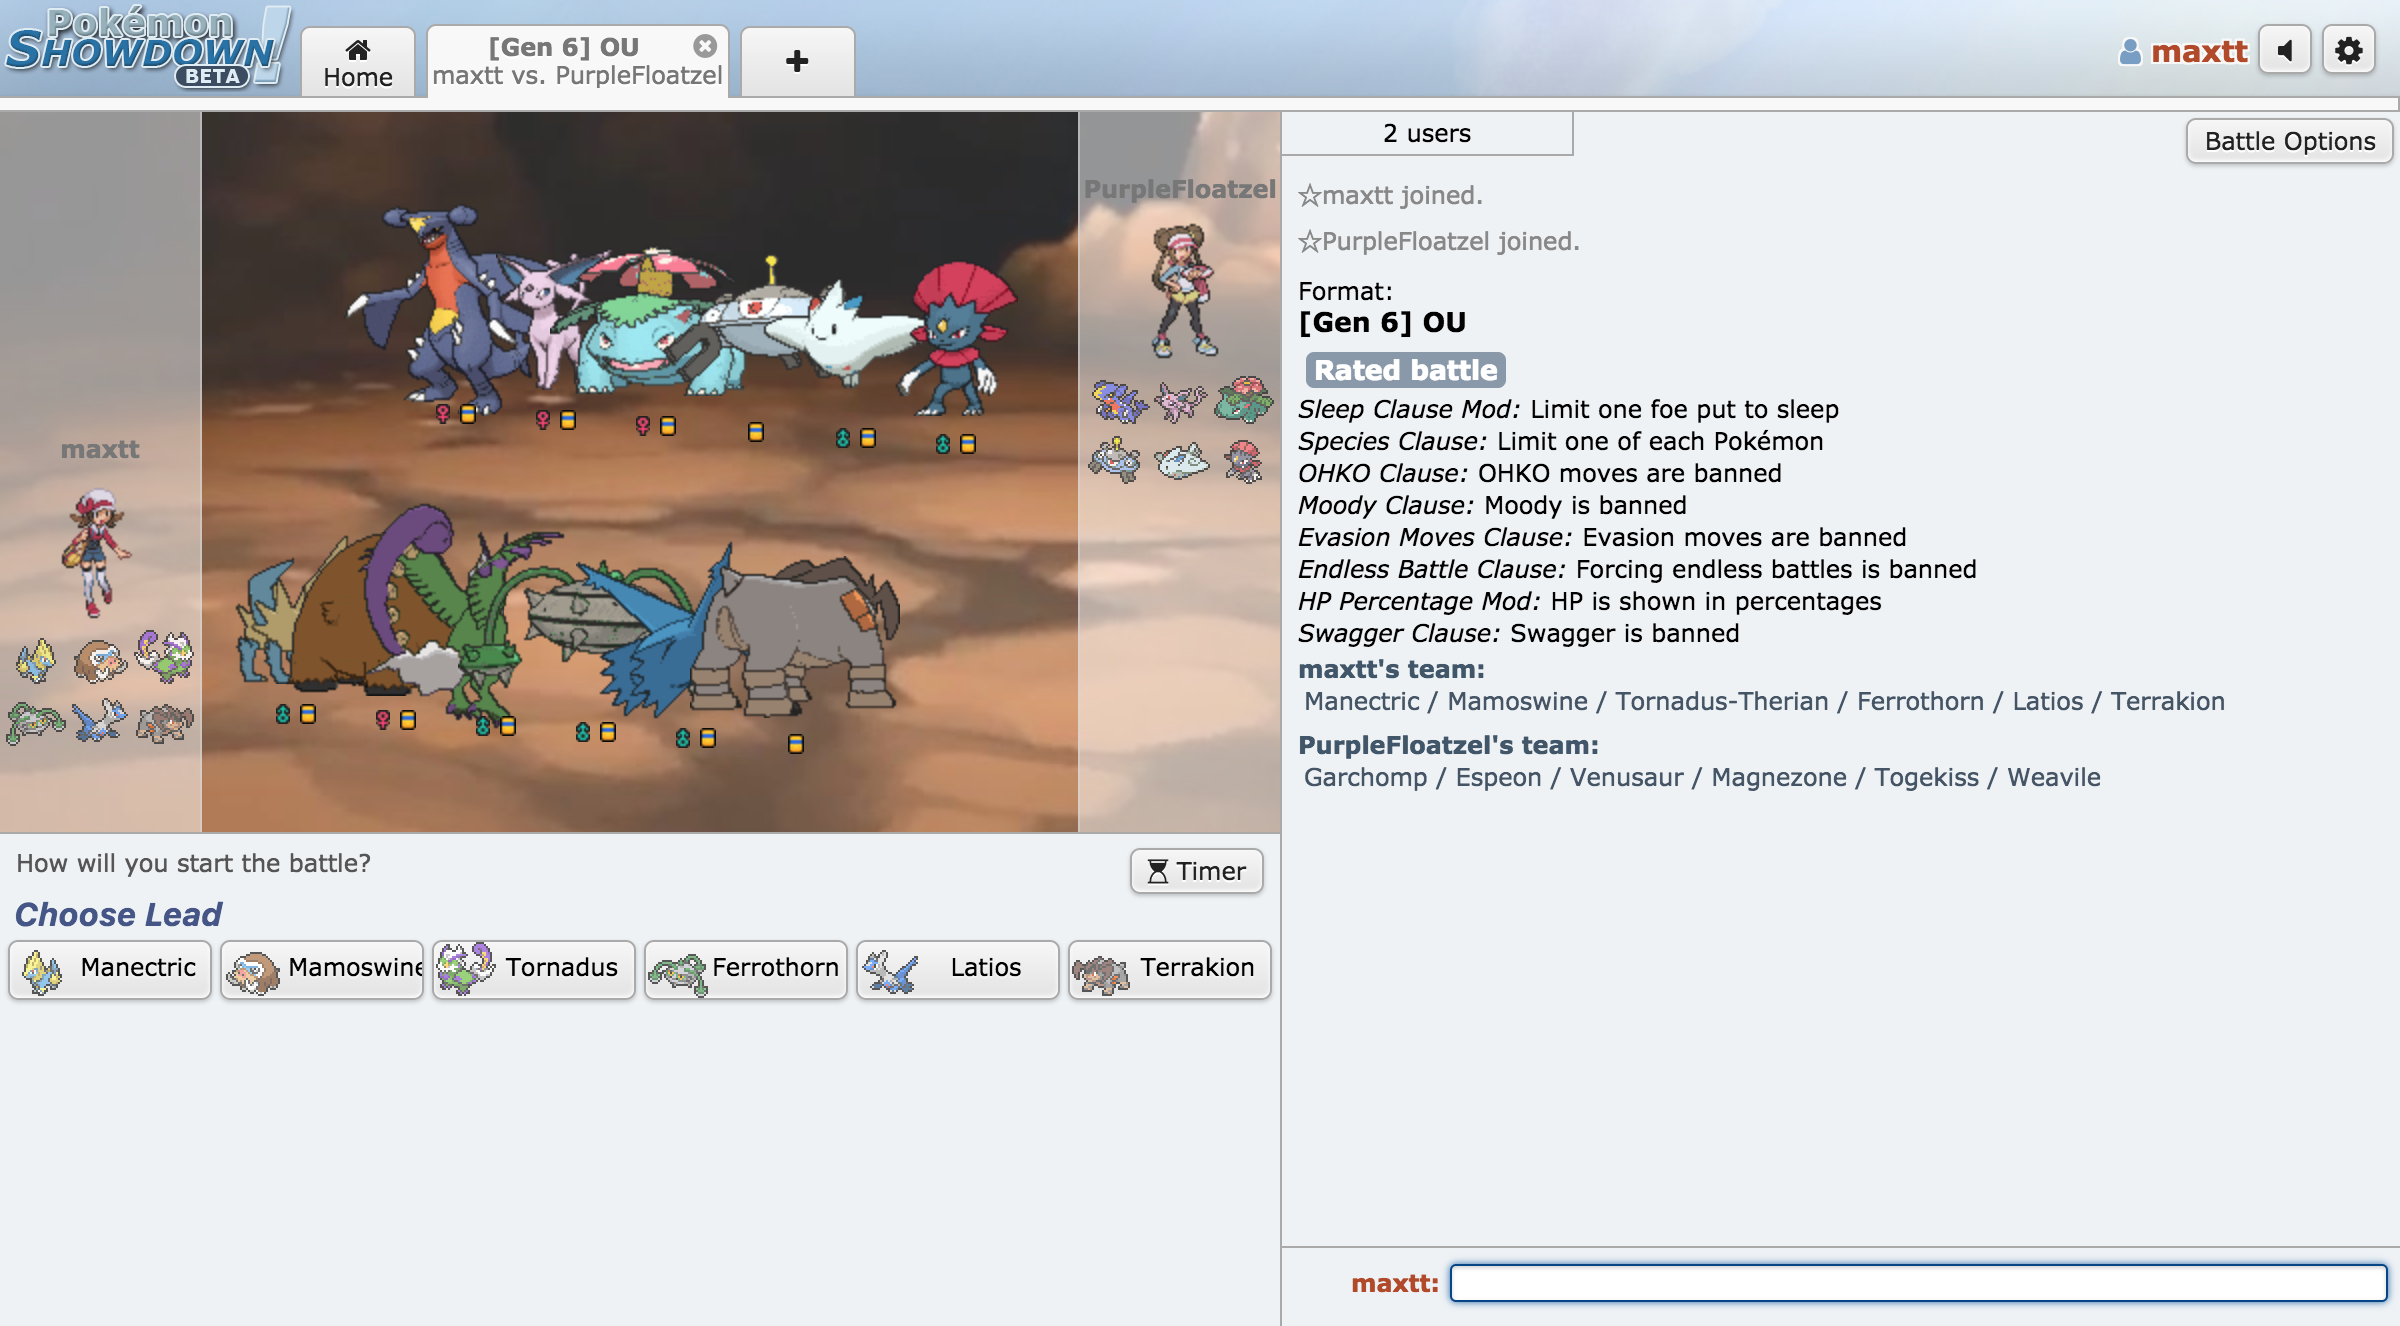 Pokémon
SHOWDOWN!
BETA
Home
[Gen 6] OU
maxtt vs. PurpleFloatzel
maxtt
PurpleFloatzel
maxtt
2 users
Battle Options
☆maxtt joined.
☆PurpleFloatzel joined.
Format:
[Gen 6] OU
Rated battle
Sleep Clause Mod: Limit one foe put to sleep
Species Clause: Limit one of each Pokémon
OHKO Clause: OHKO moves are banned
Moody Clause: Moody is banned
Evasion Moves Clause: Evasion moves are banned
Endless Battle Clause: Forcing endless battles is banned
HP Percentage Mod: HP is shown in percentages
Swagger Clause: Swagger is banned
maxtt's team:
Manectric / Mamoswine / Tornadus-Therian / Ferrothorn / Latios / Terrakion
PurpleFloatzel's team:
Garchomp / Espeon / Venusaur / Magnezone / Togekiss / Weavile
How will you start the battle?
Timer
Choose Lead
Manectric
Mamoswine
Tornadus
Ferrothorn
Latios
Terrakion
maxtt: